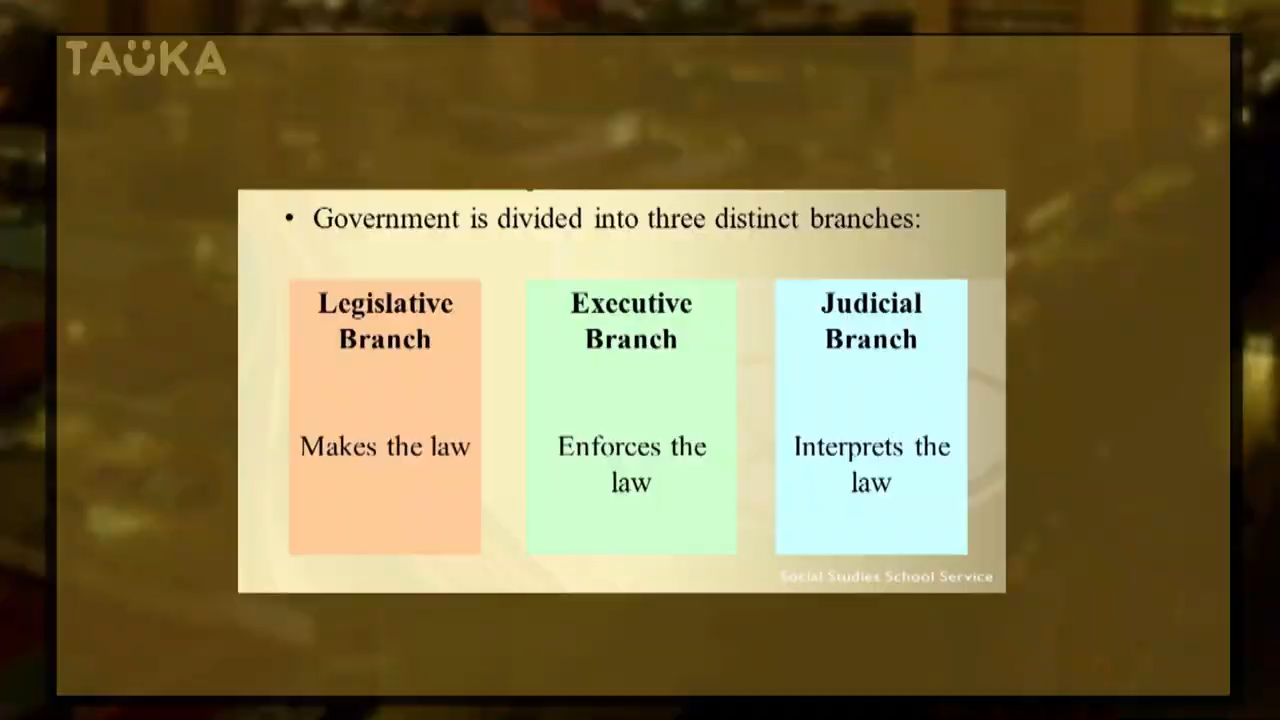 TAÜKA
• Government is divided into three distinct branches:
Legislative
Branch
Makes the law
Executive
Branch
Enforces the
law
Judicial
Branch
Interprets the
law
Social Studies School Service